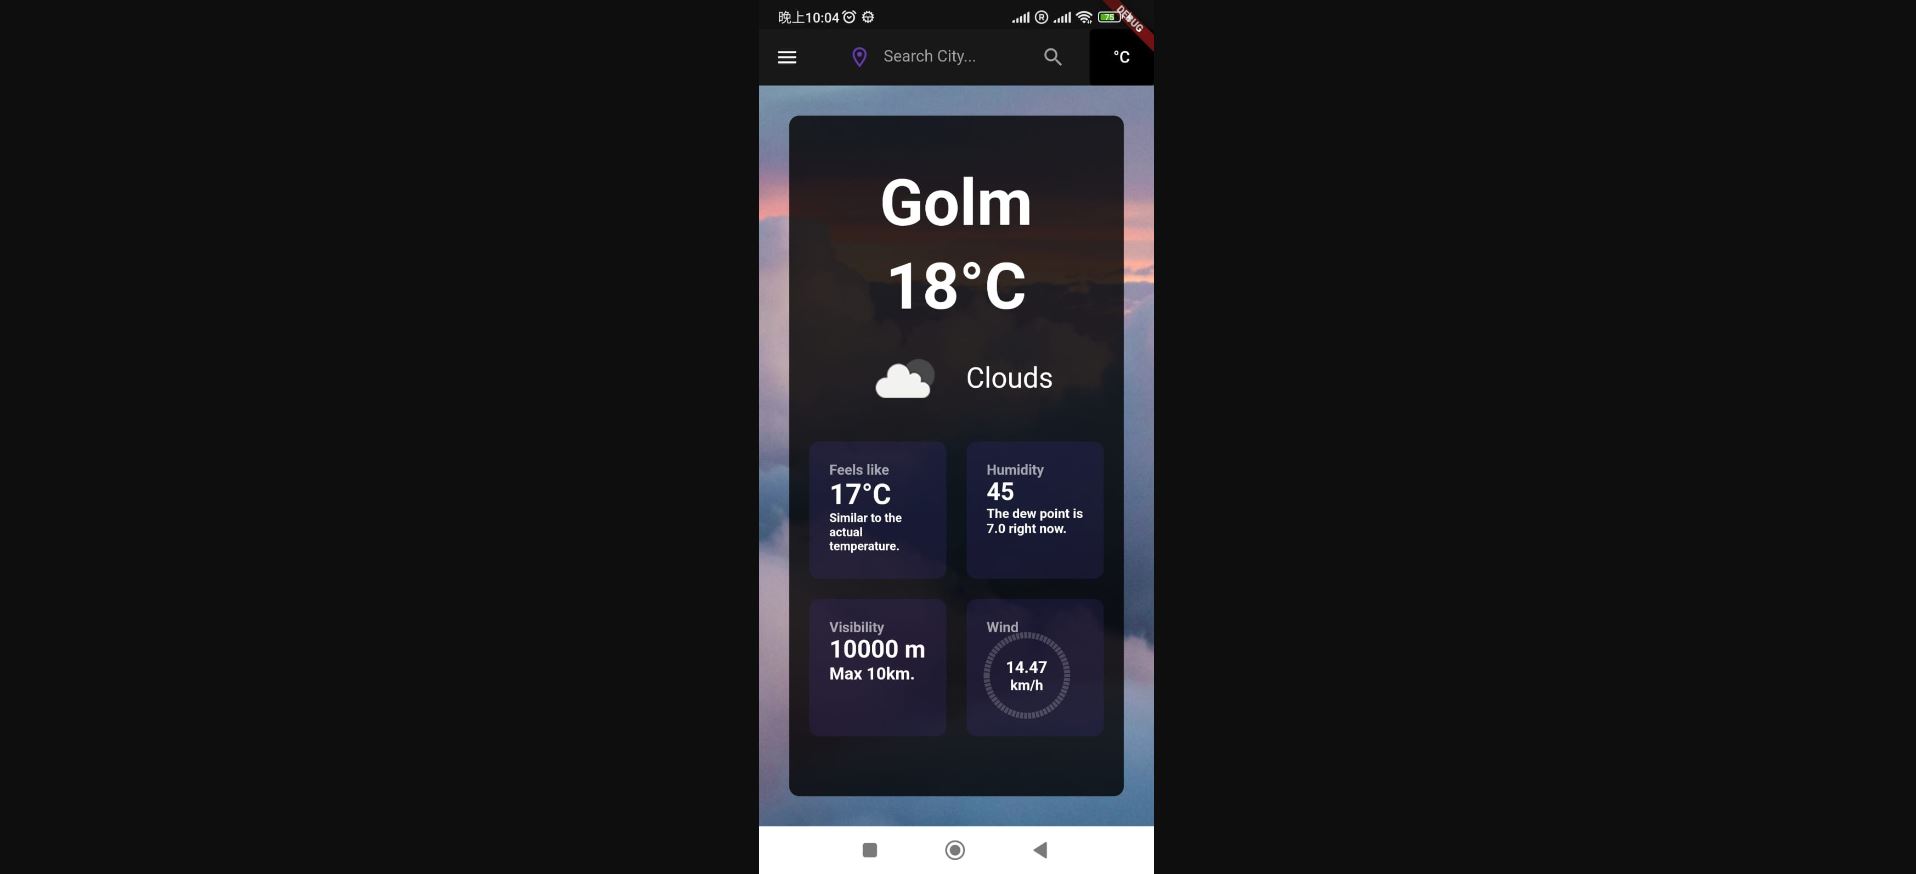 晚上10:04
R
75
DEBUG
Search City...
°C
Golm
18°C
Clouds
Feels like
17°C
Similar to the
actual
temperature.
Humidity
45
The dew point is
7.0 right now.
Visibility
10000 m
Max 10km.
Wind
14.47
km/h